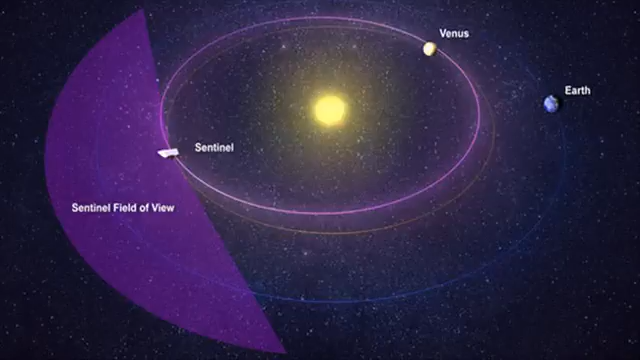 Venus
Earth
Sentinel
Sentinel Field of View